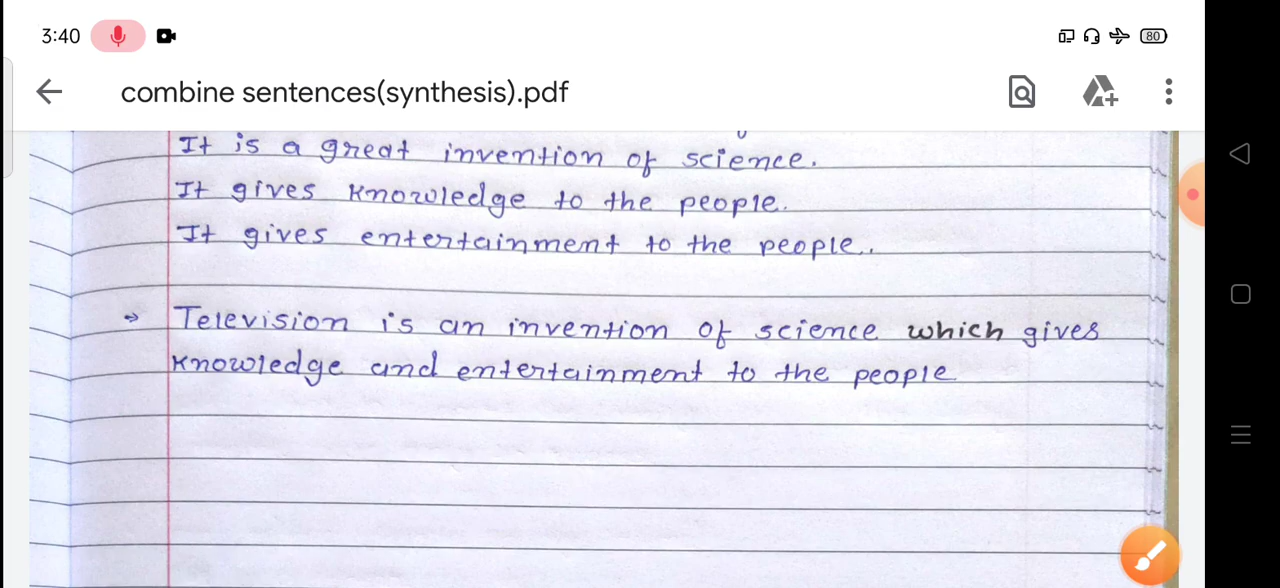 3:40
80
combine sentences(synthesis).pdf
It is a great invention of science.
It gives knowledge to the people.
It gives entertainment to the people..
→ Television is an invention of science which gives
knowledge and entertainment to the people